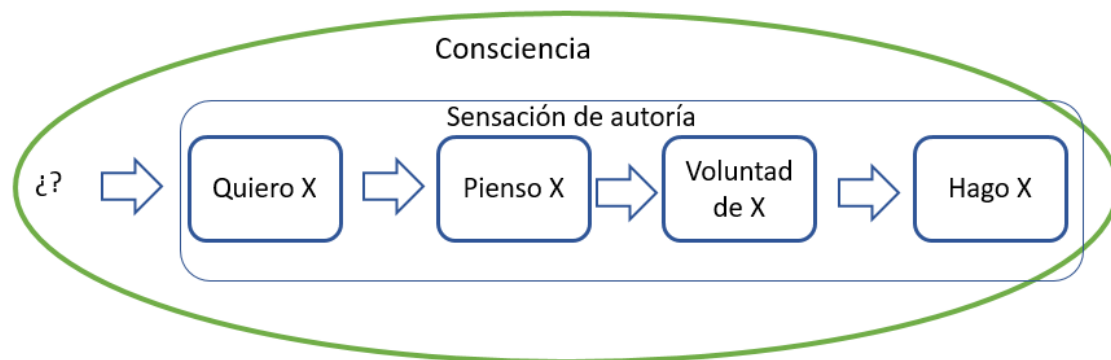 Consciencia
Sensación de autoría
¿?
Quiero X
Pienso X
Voluntad
de X
Hago X